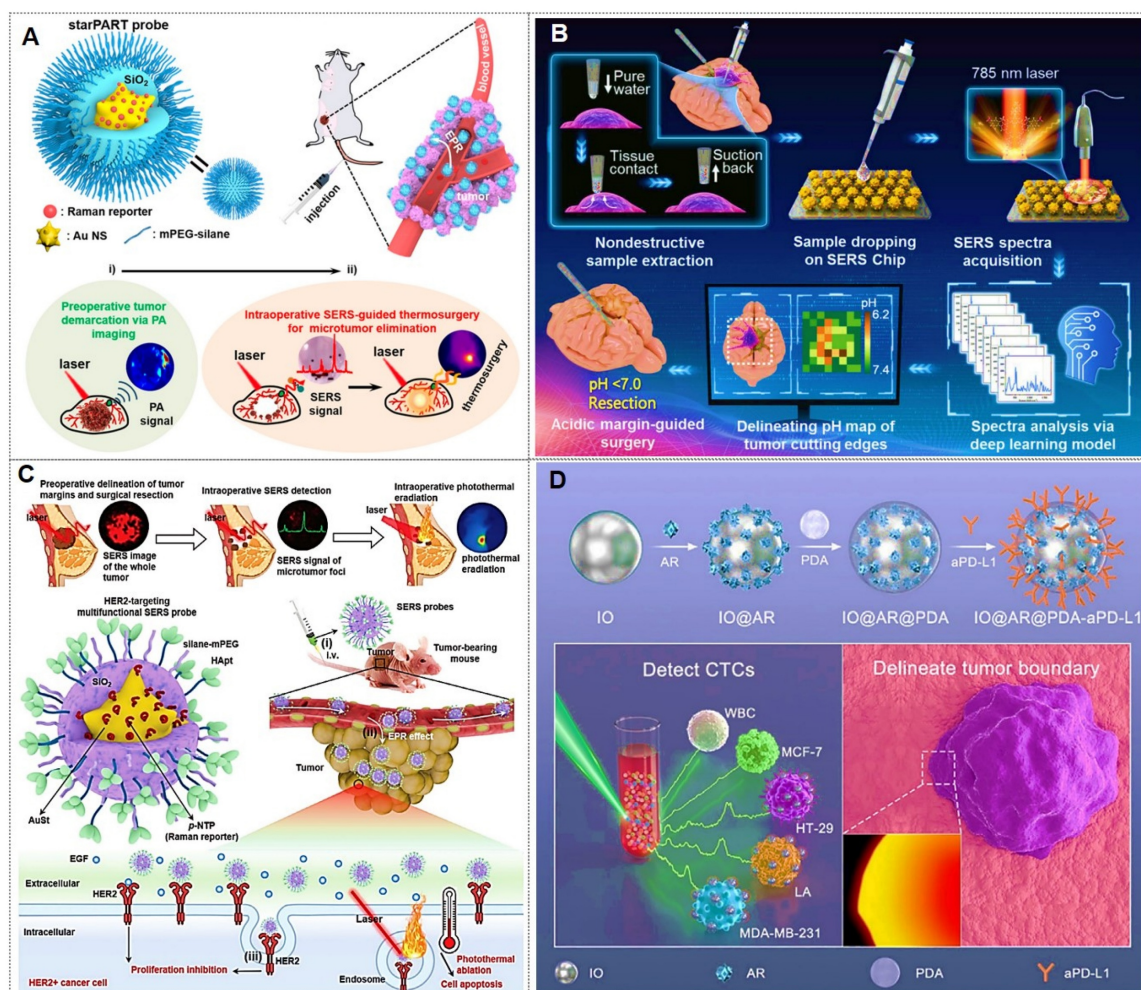 A
starPART probe
SiO2
: Raman reporter
: Au NS
: mPEG-silane
Injection
blood vessel
EPR
tumor
i)
ii)
Preoperative tumor
demarcation via PA
imaging
laser
PA
signal
Intraoperative SERS-guided thermosurgery
for microtumor elimination
laser
SERS
signal
laser
thermosurgery
B
Pure
water
Tissue
contact
Suction
back
785 nm laser
Nondestructive
sample extraction
Sample dropping
on SERS Chip
SERS spectra
acquisition
pH
6.2
7.4
pH <7.0
Resection
Acidic margin-guided
surgery
Delineating pH map of
tumor cutting edges
Spectra analysis via
deep learning model
C
Preoperative delineation of tumor
margins and surgical resection
laser
SERS image
of the whole
tumor
Intraoperative SERS detection
laser
SERS signal of
microtumor foci
Intraoperative photothermal
eradiation
laser
photothermal
eradiation
HER2-targeting
multifunctional SERS probe
silane-mPEG
HApt
SiO2
AuSt
p-NTP
(Raman reporter)
SERS probes
(i)
i.v.
Tumor
Tumor-bearing
mouse
(ii)
EPR effect
Tumor
EGF
HER2
Extracellular
Intracellular
(iii)
HER2
Proliferation inhibition
HER2+ cancer cell
Laser
Endosome
Photothermal
ablation
Cell apoptosis
D
AR
PDA
aPD-L1
IO
IO@AR
IO@AR@PDA
IO@AR@PDA-aPD-L1
Detect CTCs
WBC
MCF-7
HT-29
LA
MDA-MB-231
Delineate tumor boundary
IO
AR
PDA
aPD-L1